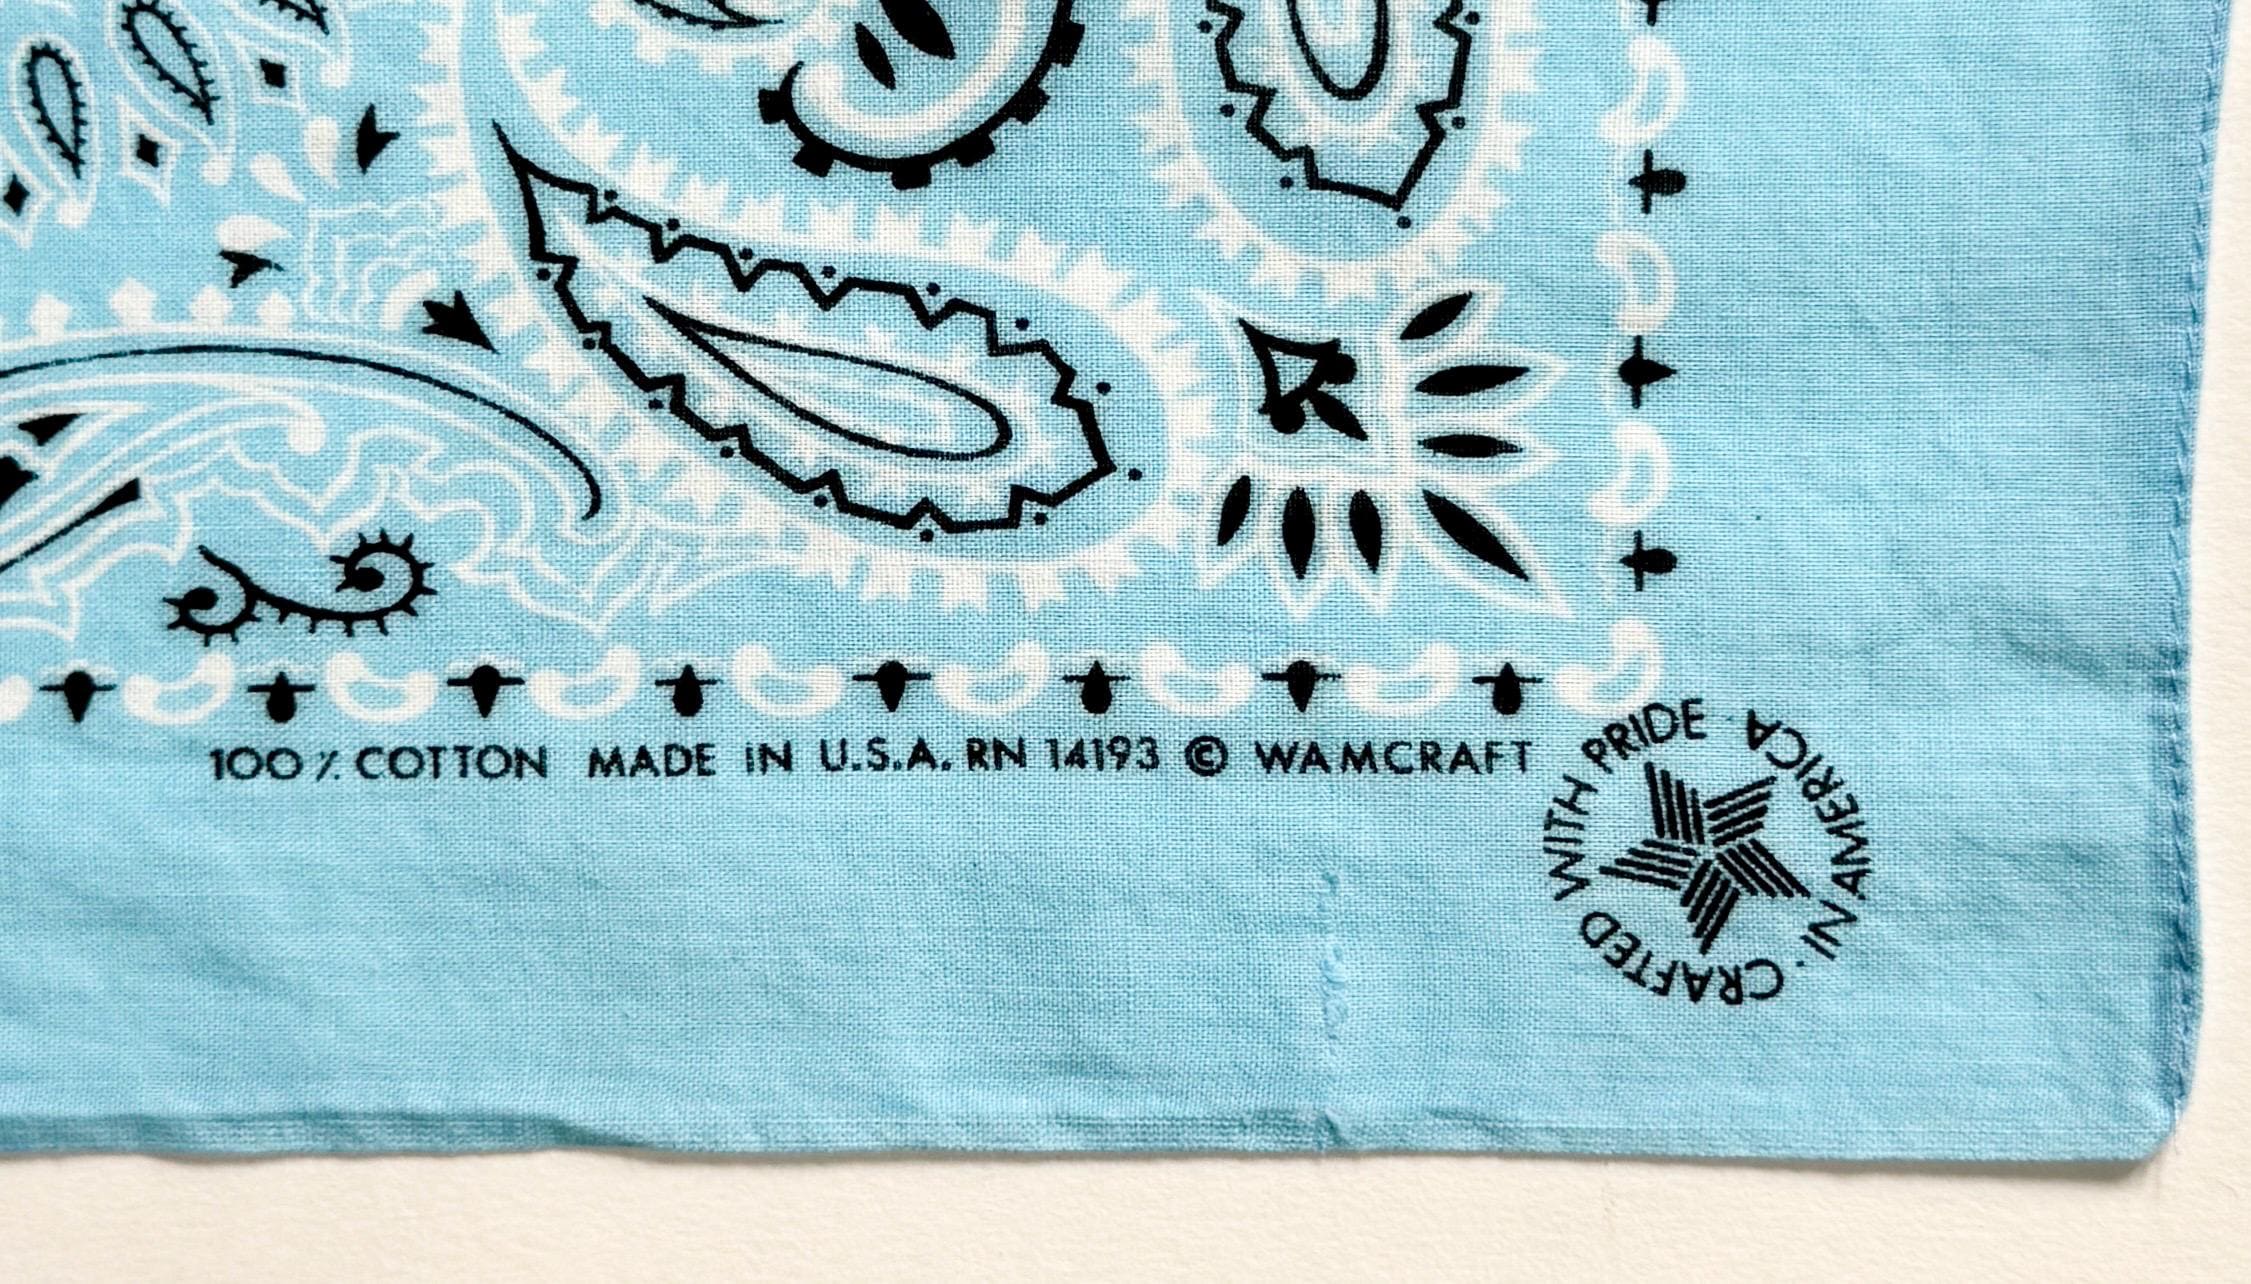 100% COTTON MADE IN U.S.A. RN 14193 © WAMCRAFT
CRAFTED WITH PRIDE · IN AMERICA ·